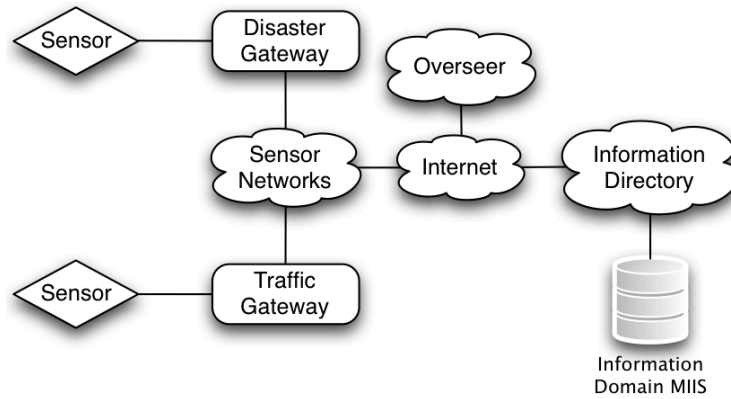 Sensor
Disaster
Gateway
Overseer
Sensor
Networks
Internet
Information
Directory
Sensor
Traffic
Gateway
Information
Domain MIIS